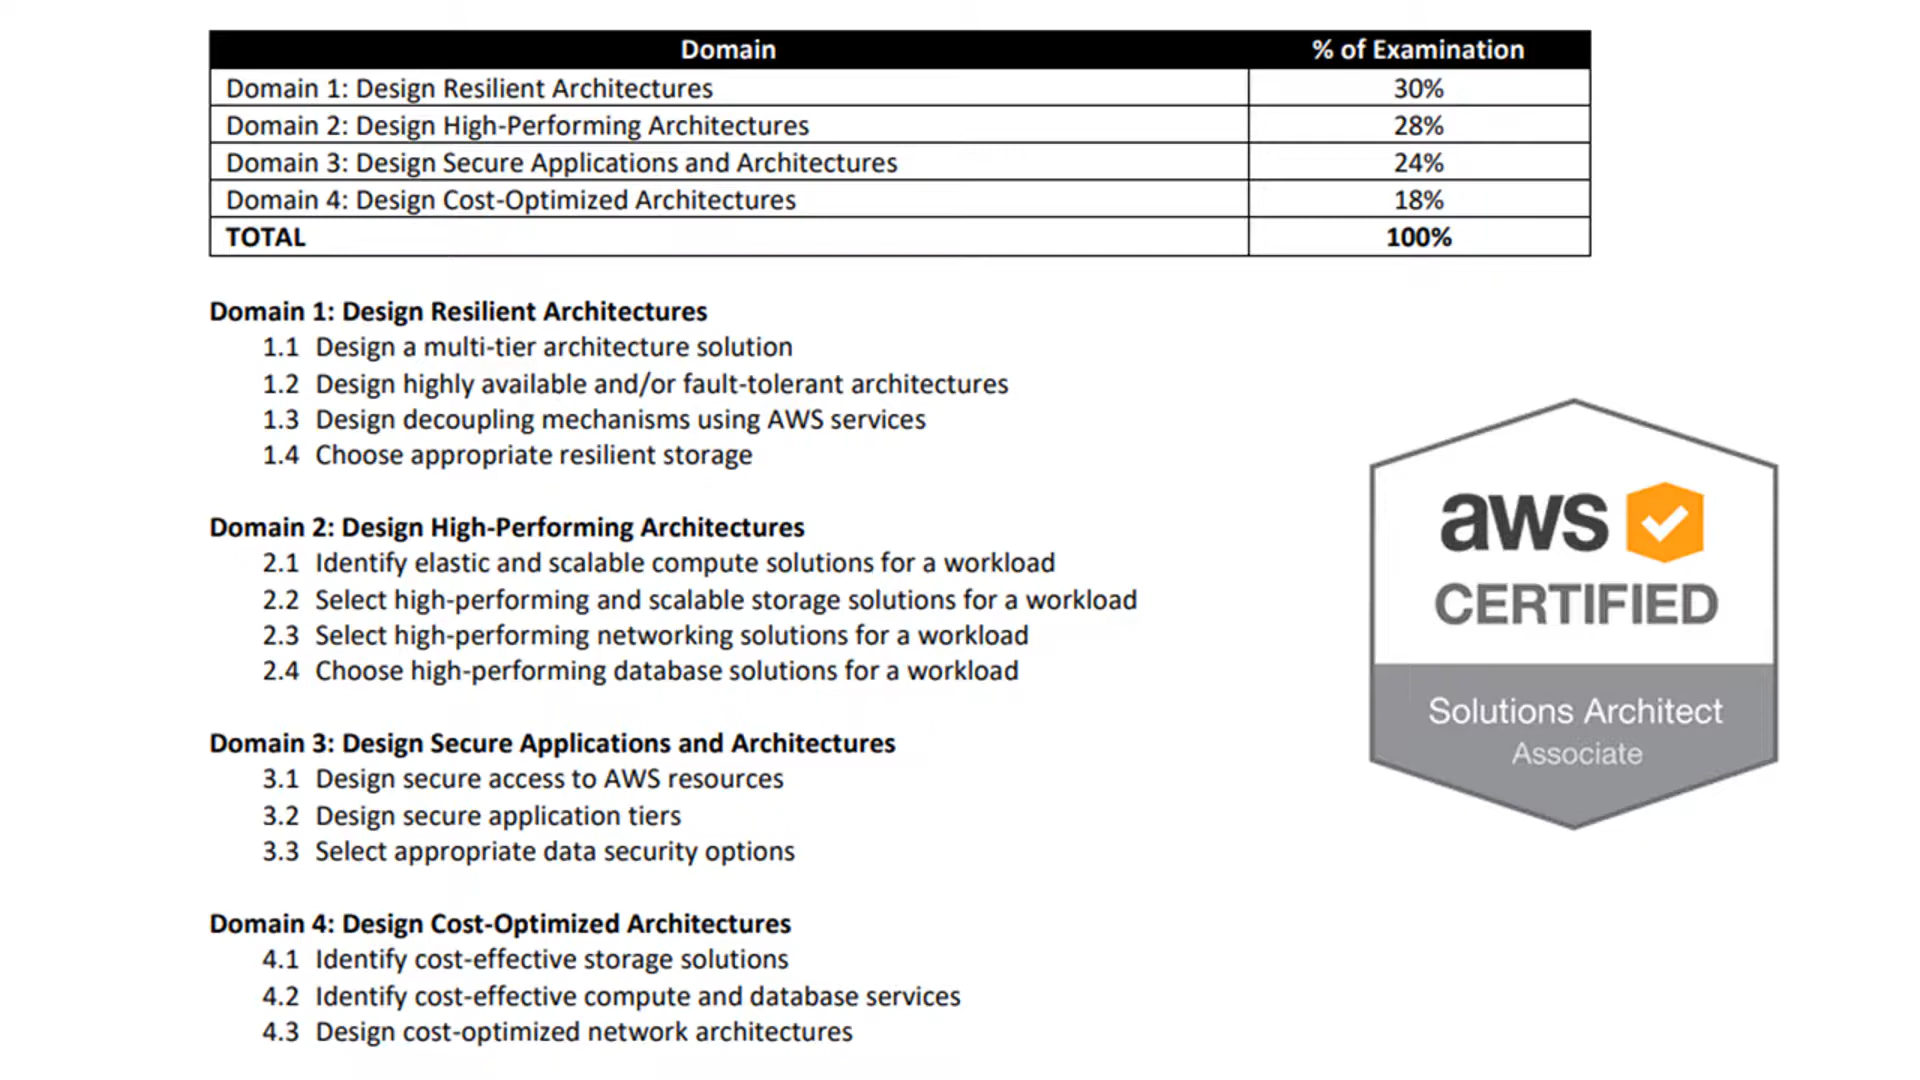 Domain % of Examination
Domain 1: Design Resilient Architectures 30%
Domain 2: Design High-Performing Architectures 28%
Domain 3: Design Secure Applications and Architectures 24%
Domain 4: Design Cost-Optimized Architectures 18%
TOTAL 100%
Domain 1: Design Resilient Architectures
1.1 Design a multi-tier architecture solution
1.2 Design highly available and/or fault-tolerant architectures
1.3 Design decoupling mechanisms using AWS services
1.4 Choose appropriate resilient storage
Domain 2: Design High-Performing Architectures
2.1 Identify elastic and scalable compute solutions for a workload
2.2 Select high-performing and scalable storage solutions for a workload
2.3 Select high-performing networking solutions for a workload
2.4 Choose high-performing database solutions for a workload
Domain 3: Design Secure Applications and Architectures
3.1 Design secure access to AWS resources
3.2 Design secure application tiers
3.3 Select appropriate data security options
Domain 4: Design Cost-Optimized Architectures
4.1 Identify cost-effective storage solutions
4.2 Identify cost-effective compute and database services
4.3 Design cost-optimized network architectures
aws
CERTIFIED
Solutions Architect
Associate